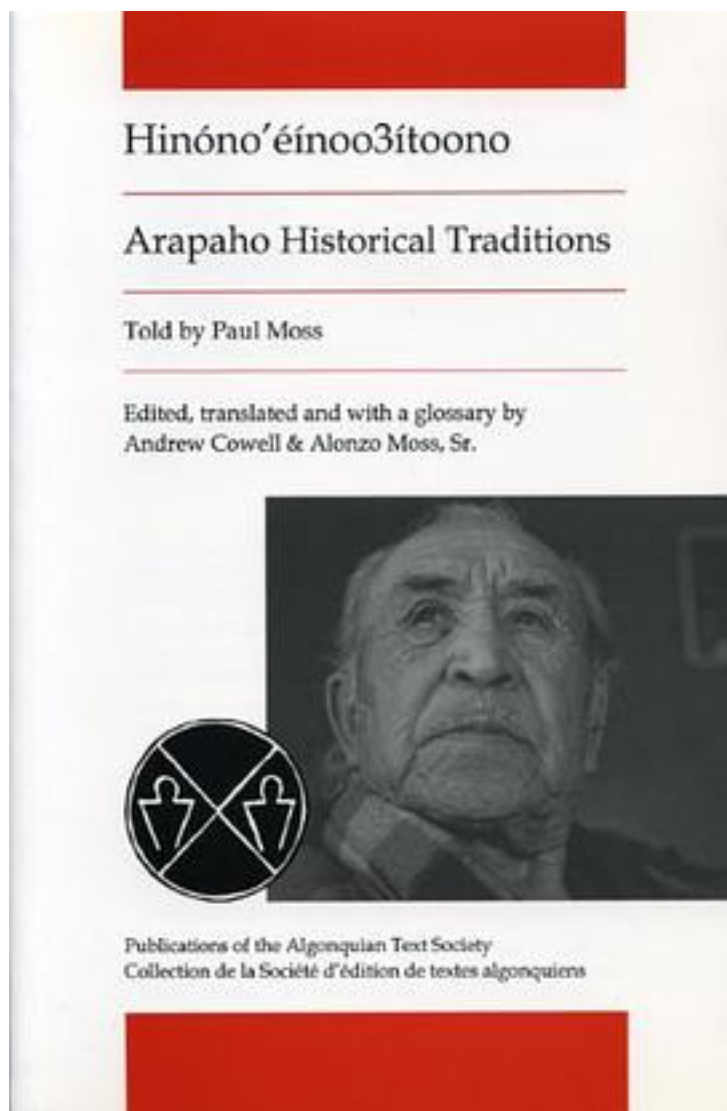 Hinóno’éínoo3ítoono
Arapaho Historical Traditions
Told by Paul Moss
Edited, translated and with a glossary by
Andrew Cowell & Alonzo Moss, Sr.
Publications of the Algonquian Text Society
Collection de la Société d’édition de textes algonquiens